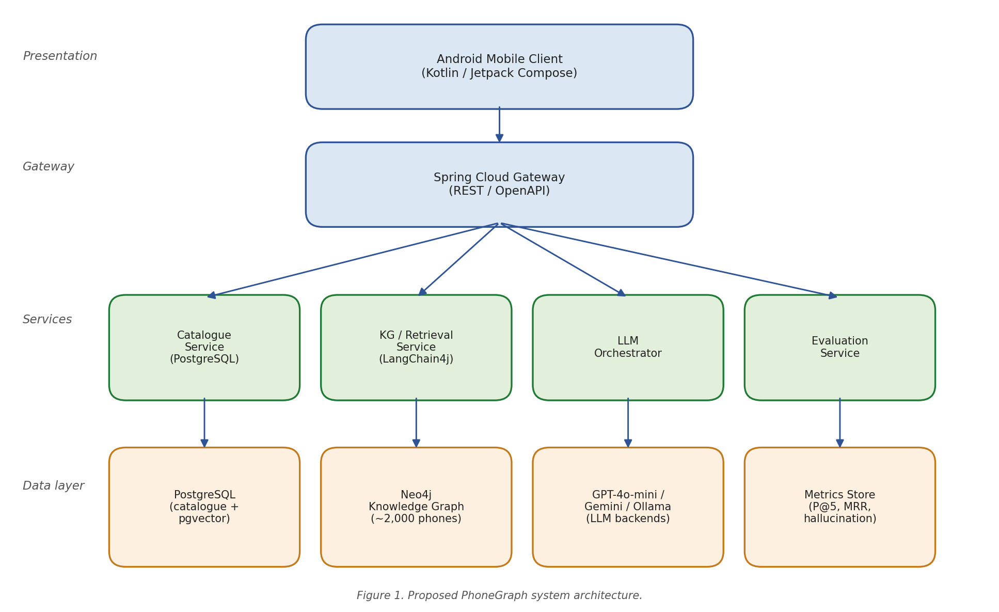 Presentation
Android Mobile Client
(Kotlin / Jetpack Compose)
Gateway
Spring Cloud Gateway
(REST / OpenAPI)
Services
Catalogue
Service
(PostgreSQL)
KG / Retrieval
Service
(LangChain4j)
LLM
Orchestrator
Evaluation
Service
Data layer
PostgreSQL
(catalogue +
pgvector)
Neo4j
Knowledge Graph
(~2,000 phones)
GPT-4o-mini /
Gemini / Ollama
(LLM backends)
Metrics Store
(P@5, MRR,
hallucination)
Figure 1. Proposed PhoneGraph system architecture.